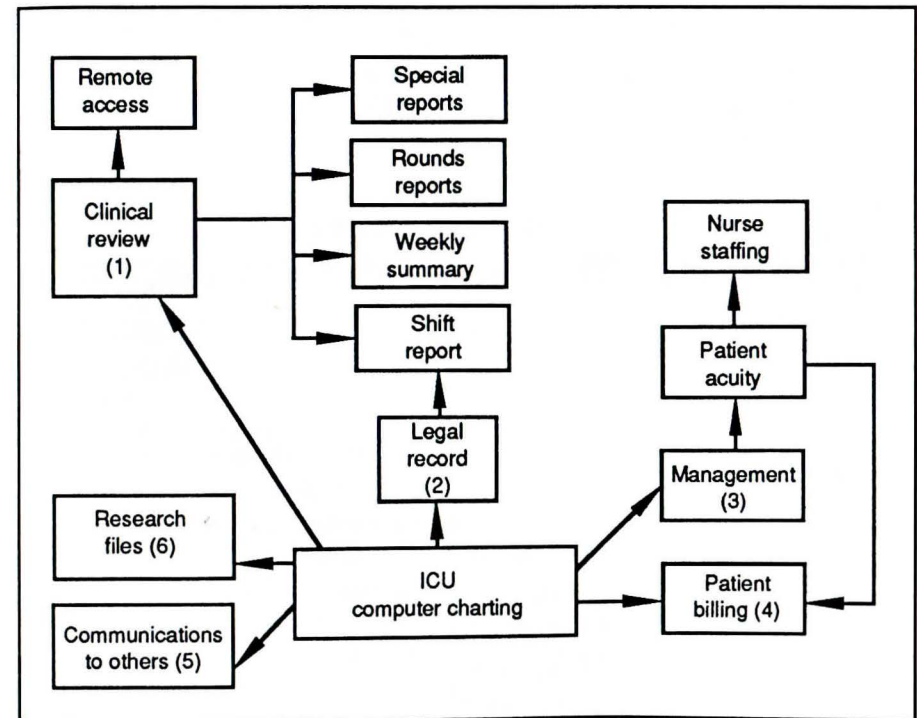 Remote
access
Special
reports
Rounds
reports
Clinical
review
(1)
Weekly
summary
Nurse
staffing
Shift
report
Patient
acuity
Legal
record
(2)
Management
(3)
Research
files (6)
ICU
computer charting
Patient
billing (4)
Communications
to others (5)